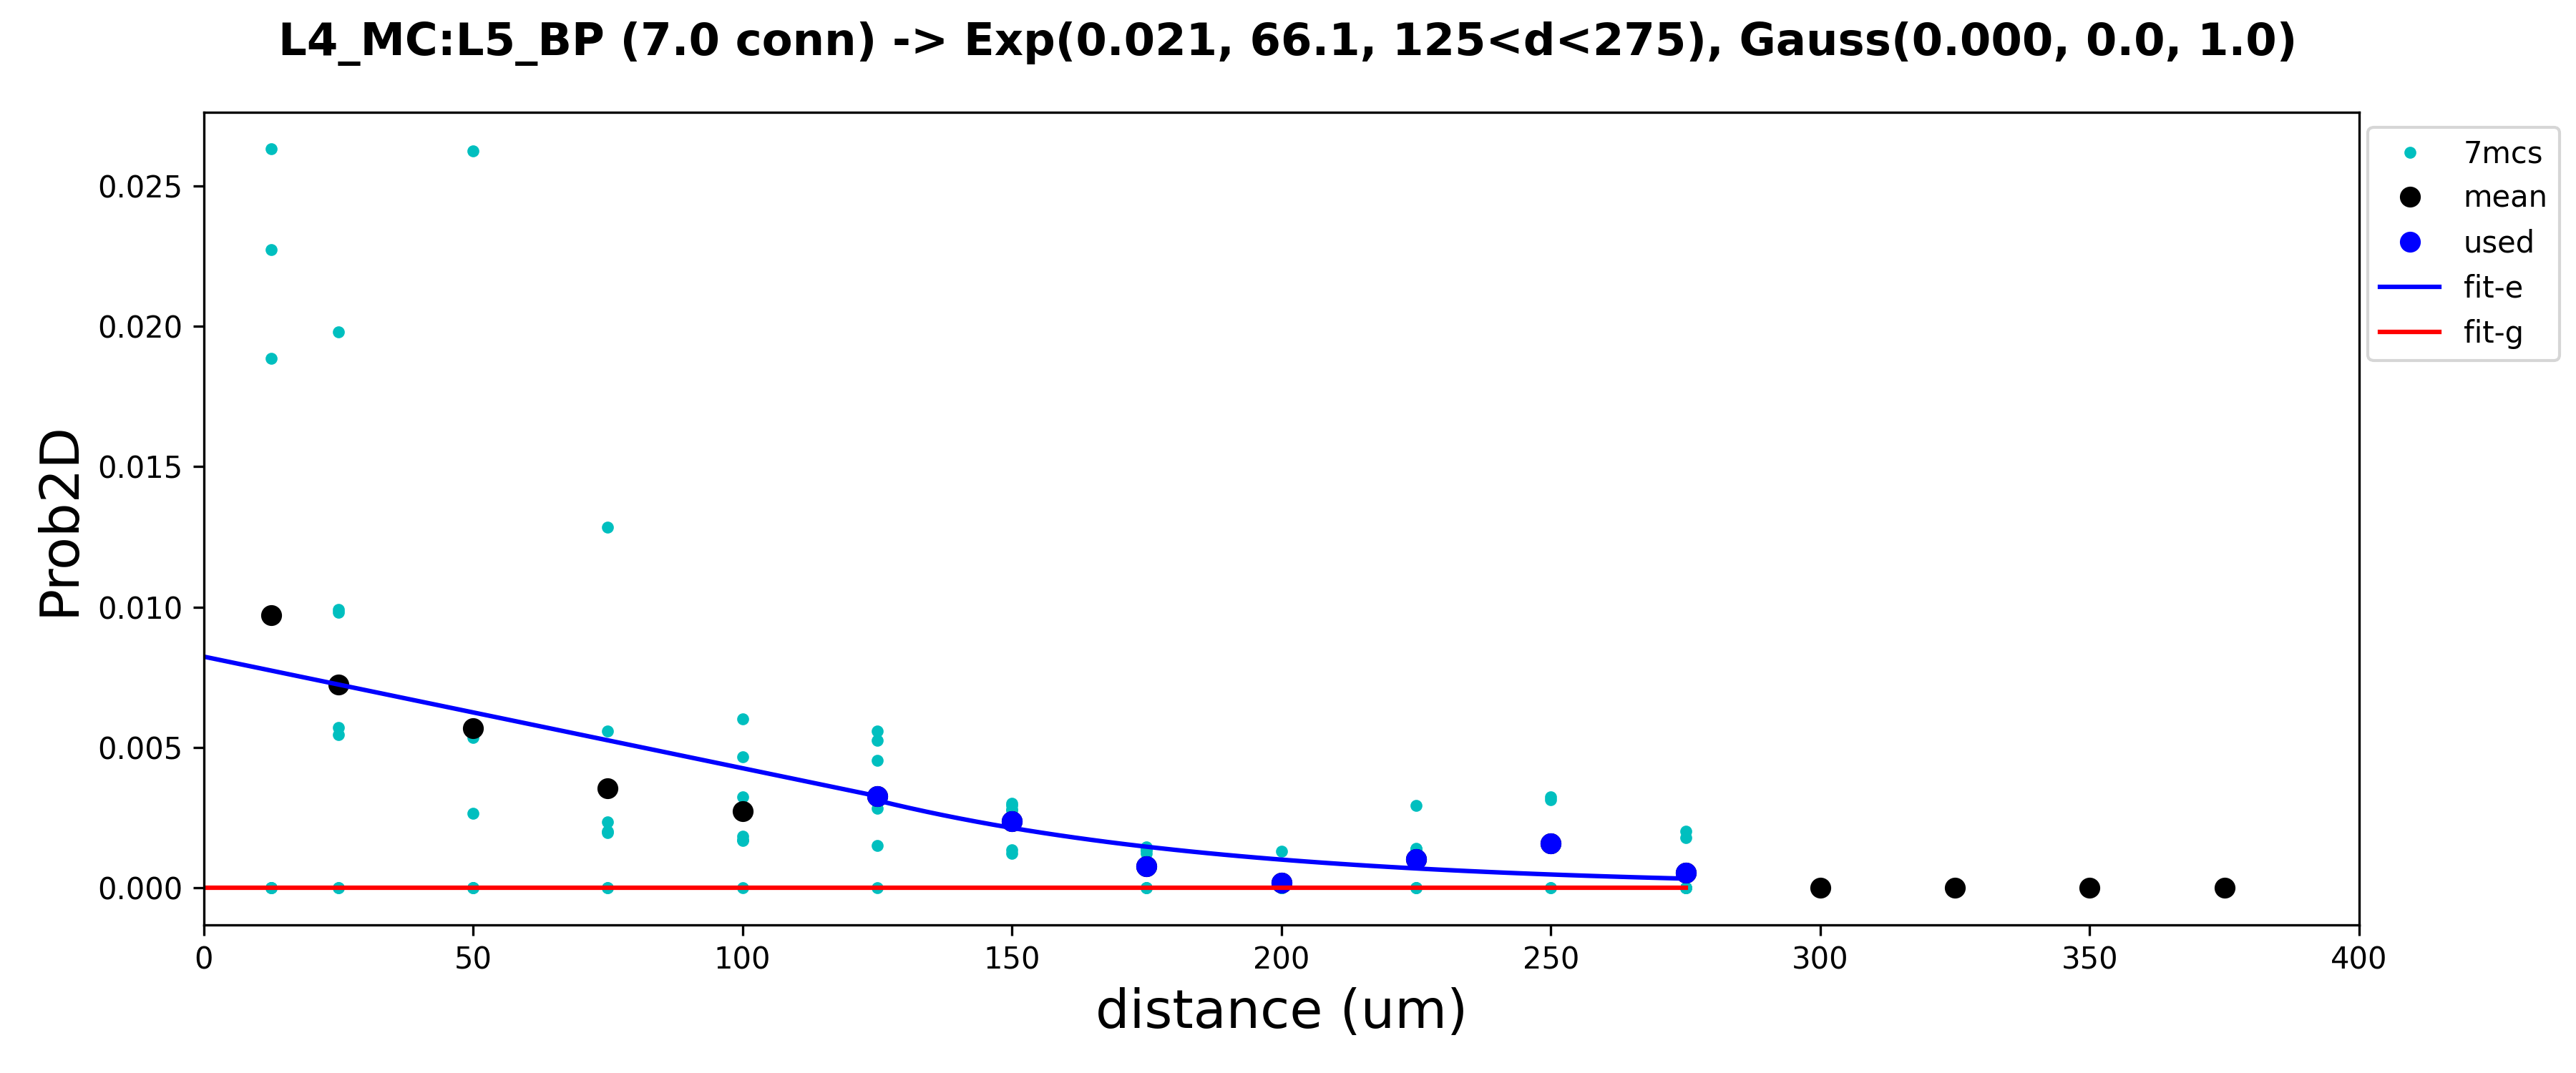 L4_MC:L5_BP (7.0 conn) -> Exp(0.021, 66.1, 125<d<275), Gauss(0.000, 0.0, 1.0)
7mcs
mean
used
fit-e
fit-g
0.025
0.020
0.015
0.010
0.005
0.000
Prob2D
0 50 100 150 200 250 300 350 400
distance (um)